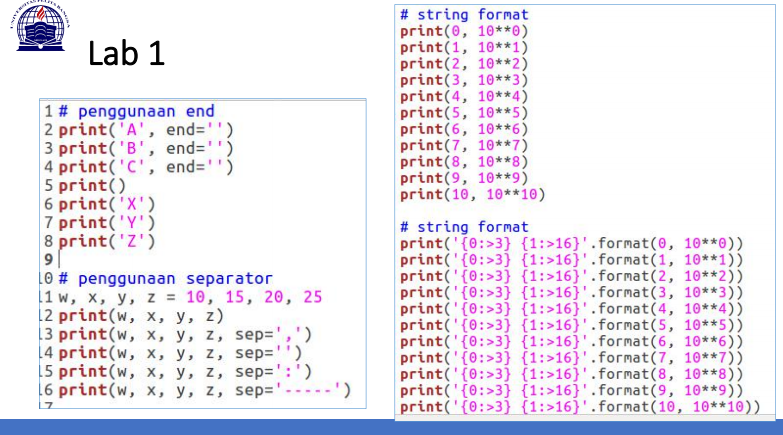 UNIVERSITAS PELITA BANGSA
Lab 1
1 # penggunaan end
2 print('A', end='')
3 print('B', end='')
4 print('C', end='')
5 print()
6 print('X')
7 print('Y')
8 print('Z')
9
10 # penggunaan separator
11 w, x, y, z = 10, 15, 20, 25
12 print(w, x, y, z)
13 print(w, x, y, z, sep=',')
14 print(w, x, y, z, sep='')
15 print(w, x, y, z, sep=':')
16 print(w, x, y, z, sep='-----')
17
# string format
print(0, 10**0)
print(1, 10**1)
print(2, 10**2)
print(3, 10**3)
print(4, 10**4)
print(5, 10**5)
print(6, 10**6)
print(7, 10**7)
print(8, 10**8)
print(9, 10**9)
print(10, 10**10)
# string format
print('{0:>3} {1:>16}'.format(0, 10**0))
print('{0:>3} {1:>16}'.format(1, 10**1))
print('{0:>3} {1:>16}'.format(2, 10**2))
print('{0:>3} {1:>16}'.format(3, 10**3))
print('{0:>3} {1:>16}'.format(4, 10**4))
print('{0:>3} {1:>16}'.format(5, 10**5))
print('{0:>3} {1:>16}'.format(6, 10**6))
print('{0:>3} {1:>16}'.format(7, 10**7))
print('{0:>3} {1:>16}'.format(8, 10**8))
print('{0:>3} {1:>16}'.format(9, 10**9))
print('{0:>3} {1:>16}'.format(10, 10**10))